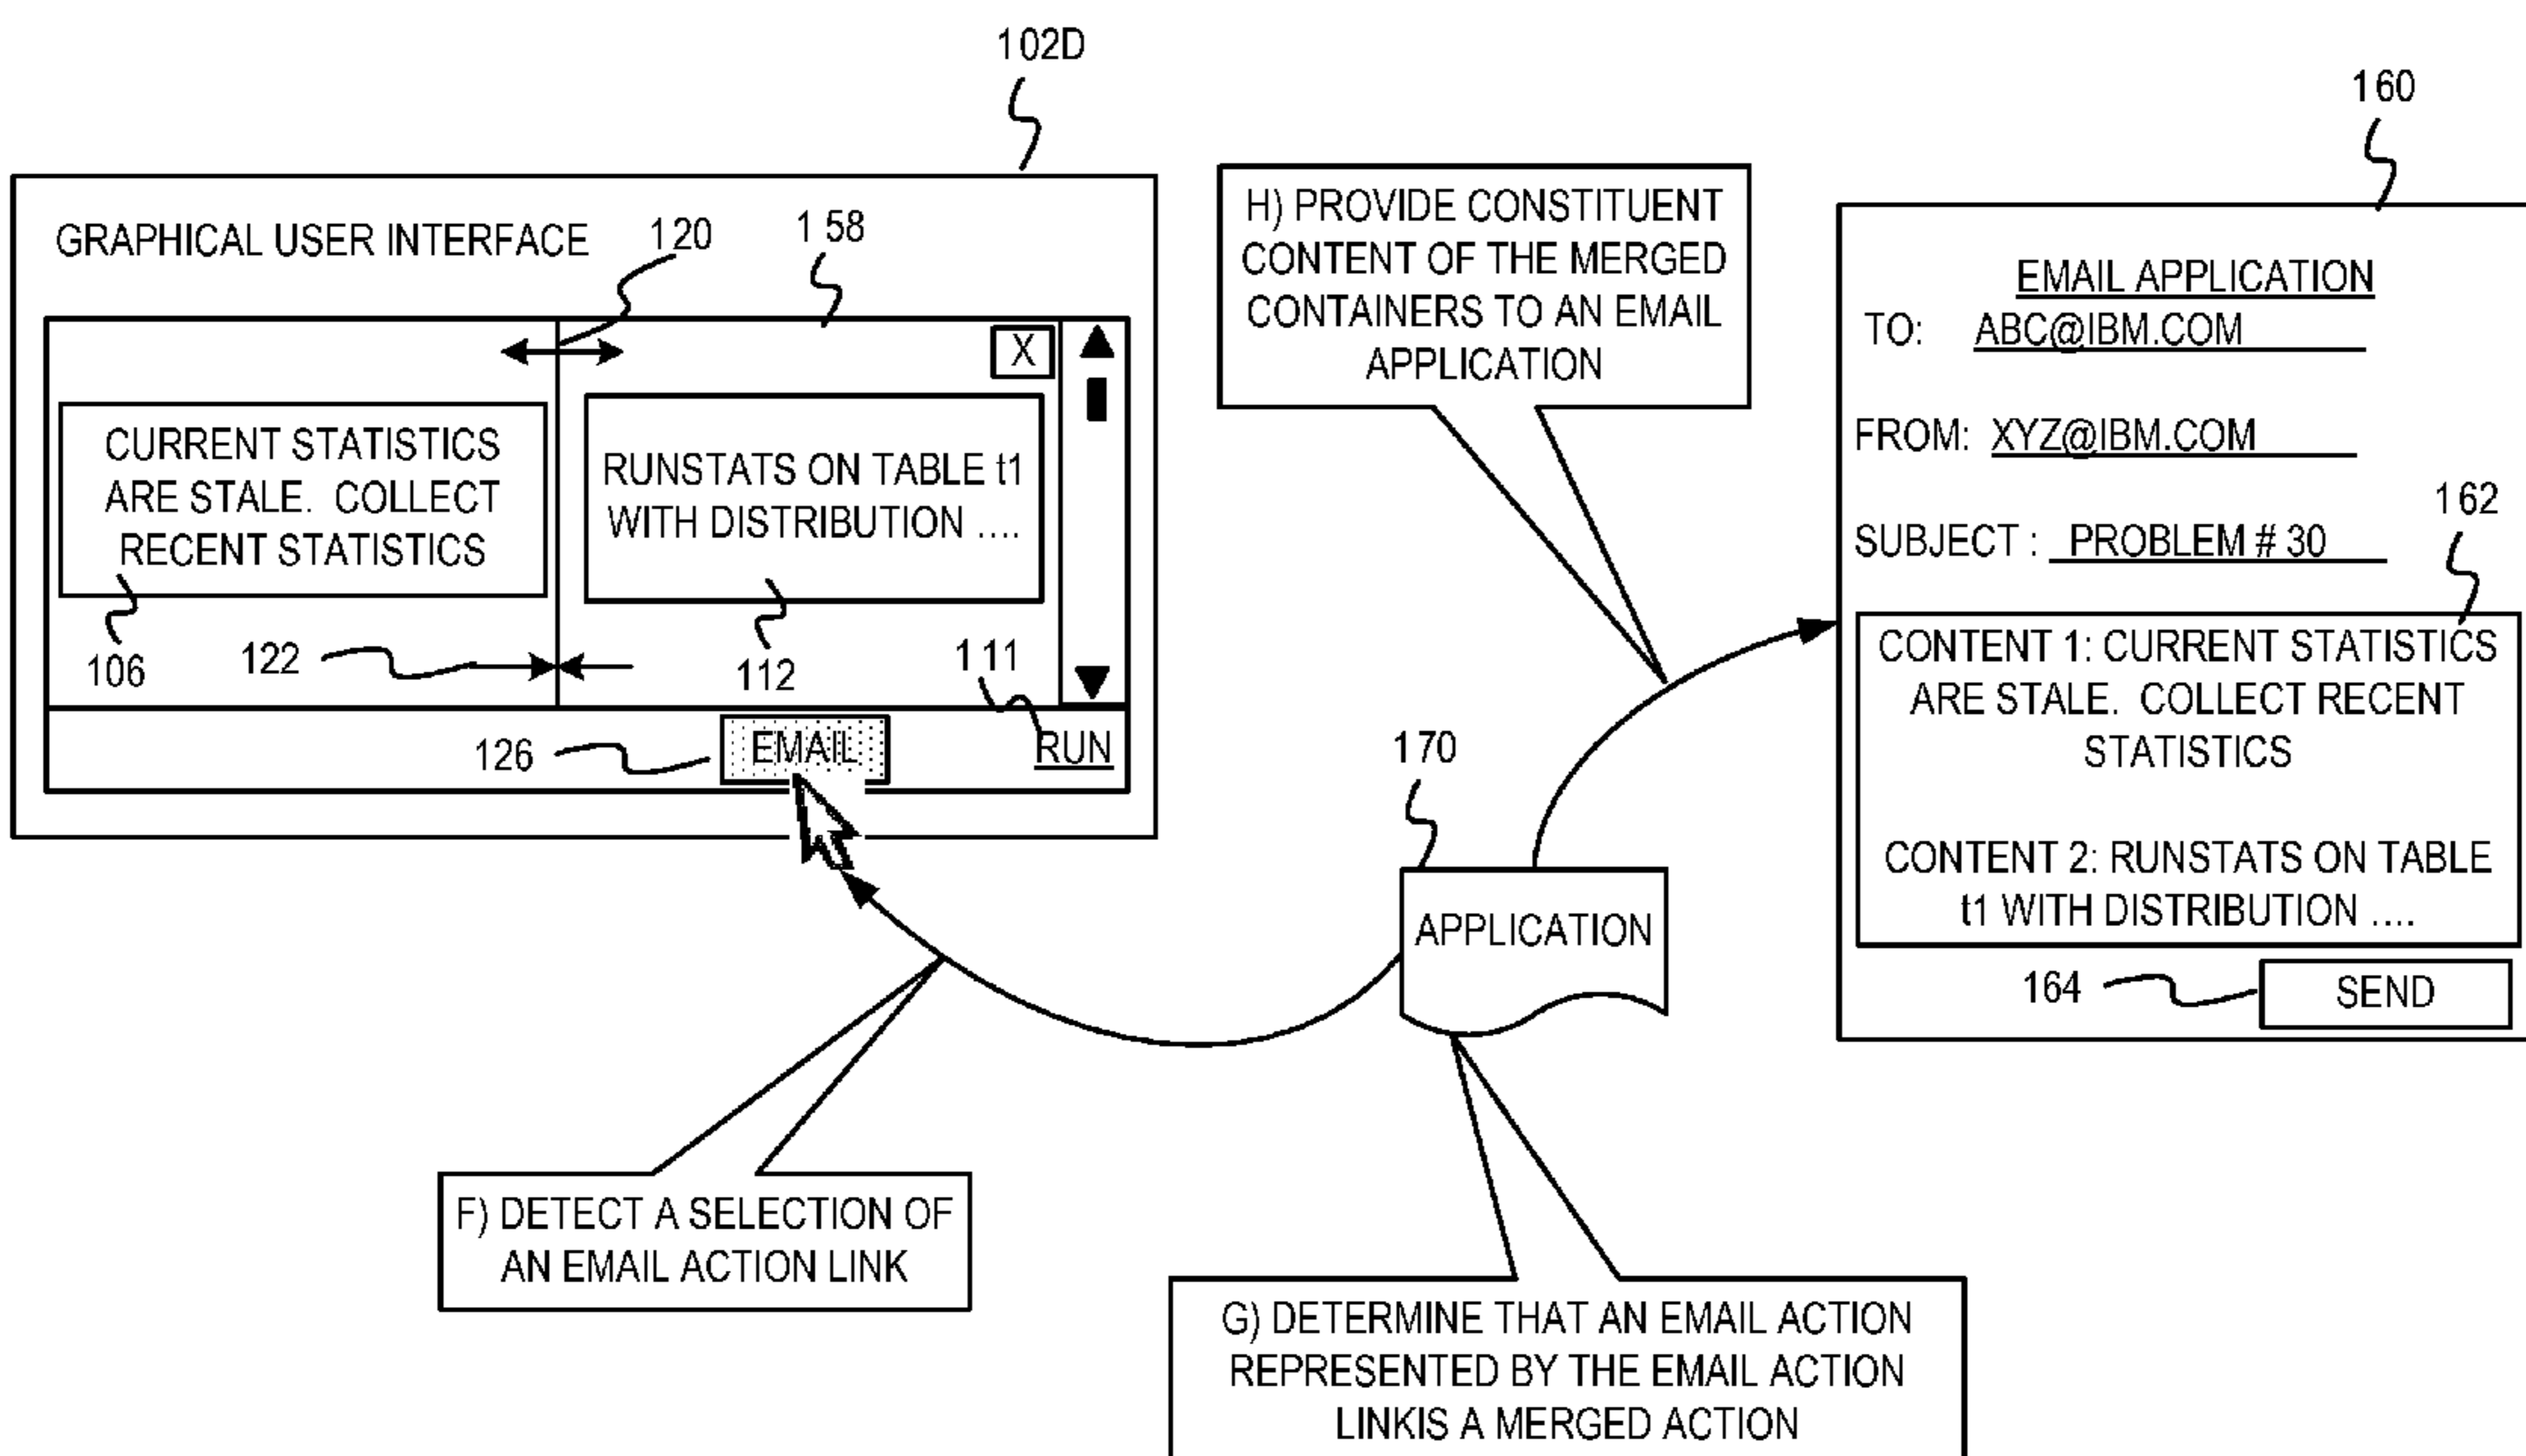 102D
160
GRAPHICAL USER INTERFACE
120
158
X
CURRENT STATISTICS
ARE STALE.  COLLECT
RECENT STATISTICS
RUNSTATS ON TABLE t1
WITH DISTRIBUTION ....
106
122
112
111
126
EMAIL
RUN
H) PROVIDE CONSTITUENT
CONTENT OF THE MERGED
CONTAINERS TO AN EMAIL
APPLICATION
EMAIL APPLICATION
TO: ABC@IBM.COM
FROM: XYZ@IBM.COM
162
SUBJECT : PROBLEM # 30
CONTENT 1: CURRENT STATISTICS
ARE STALE.  COLLECT RECENT
STATISTICS
CONTENT 2: RUNSTATS ON TABLE
t1 WITH DISTRIBUTION ....
164
SEND
170
APPLICATION
F) DETECT A SELECTION OF
AN EMAIL ACTION LINK
G) DETERMINE THAT AN EMAIL ACTION
REPRESENTED BY THE EMAIL ACTION
LINKIS A MERGED ACTION